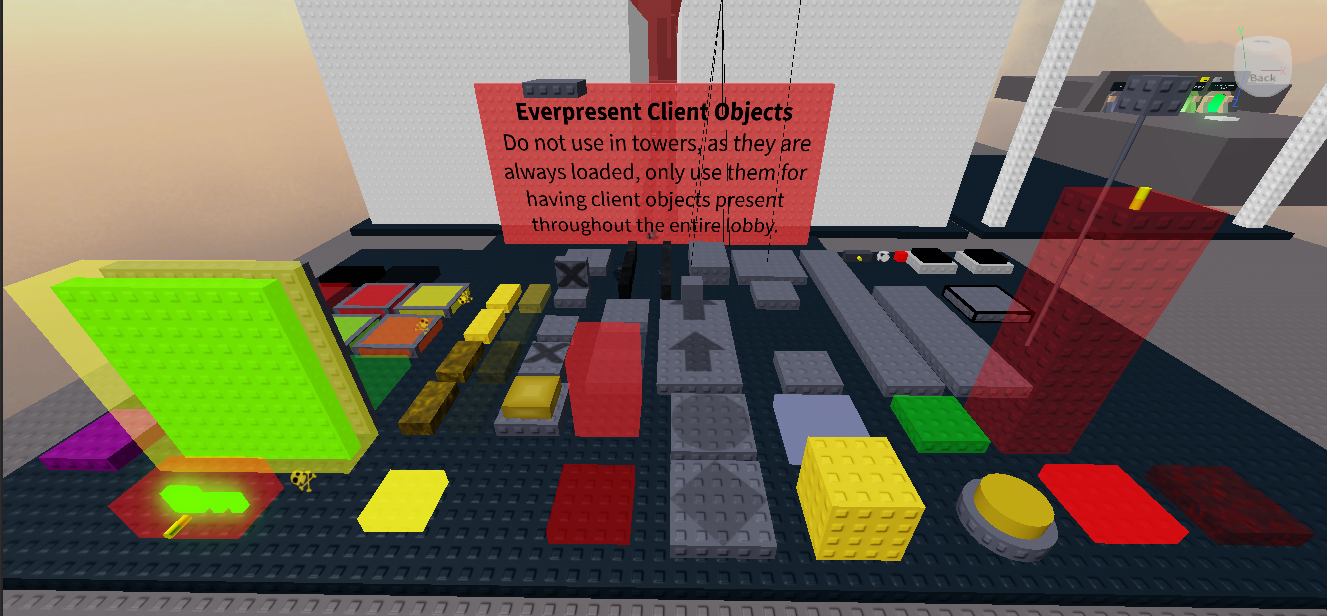 Everpresent Client Objects
Do not use in towers, as they are
always loaded, only use them for
having client objects present
throughout the entire lobby.
Back